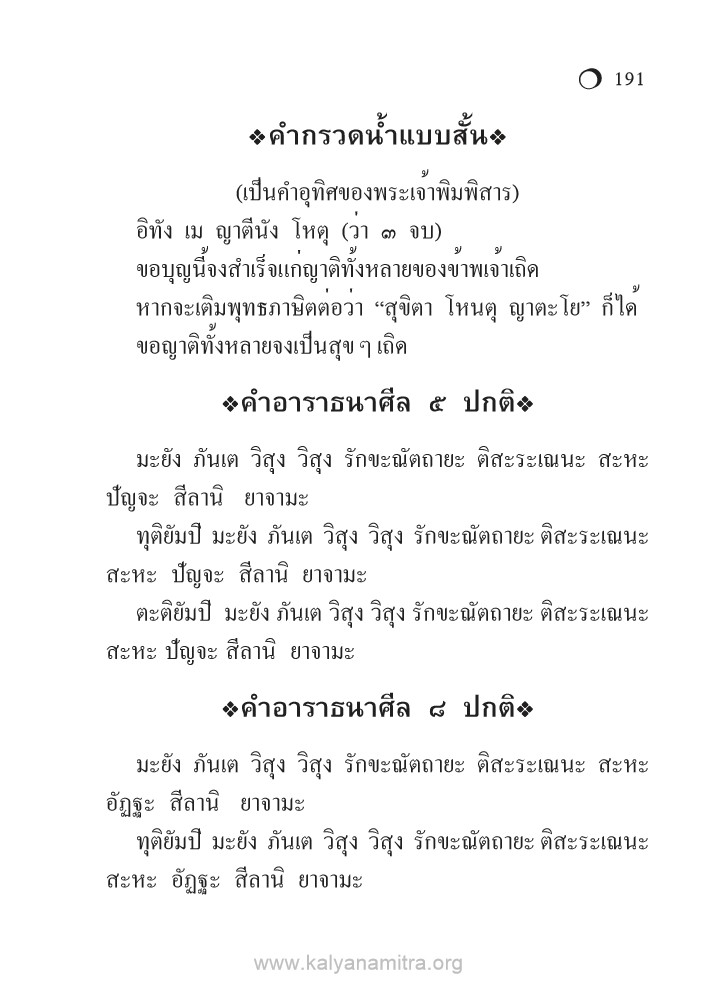 191
❖คำกรวดน้ำแบบสั้น❖
(เป็นคำอุทิศของพระเจ้าพิมพิสาร)
อิทัง เม ญาตีนัง โหตุ (ว่า ๓ จบ)
ขอบุญนี้จงสำเร็จแก่ญาติทั้งหลายของข้าพเจ้าเถิด
หากจะเติมพุทธภาษิตต่อว่า “สุขิตา โหนตุ ญาตะโย” ก็ได้
ขอญาติทั้งหลายจงเป็นสุข ๆ เถิด
❖คำอาราธนาศีล ๕ ปกติ❖
มะยัง ภันเต วิสุง วิสุง รักขะณัตถายะ ติสะระเณนะ สะหะ
ปัญจะ สีลานิ ยาจามะ
ทุติยัมปี มะยัง ภันเต วิสุง วิสุง รักขะณัตถายะ ติสะระเณนะ
สะหะ ปัญจะ สีลานิ ยาจามะ
ตะติยัมปี มะยัง ภันเต วิสุง วิสุง รักขะณัตถายะ ติสะระเณนะ
สะหะ ปัญจะ สีลานิ ยาจามะ
❖คำอาราธนาศีล ๘ ปกติ❖
มะยัง ภันเต วิสุง วิสุง รักขะณัตถายะ ติสะระเณนะ สะหะ
อัฏฐะ สีลานิ ยาจามะ
ทุติยัมปี มะยัง ภันเต วิสุง วิสุง รักขะณัตถายะ ติสะระเณนะ
สะหะ อัฏฐะ สีลานิ ยาจามะ
www.kalyanamitra.org